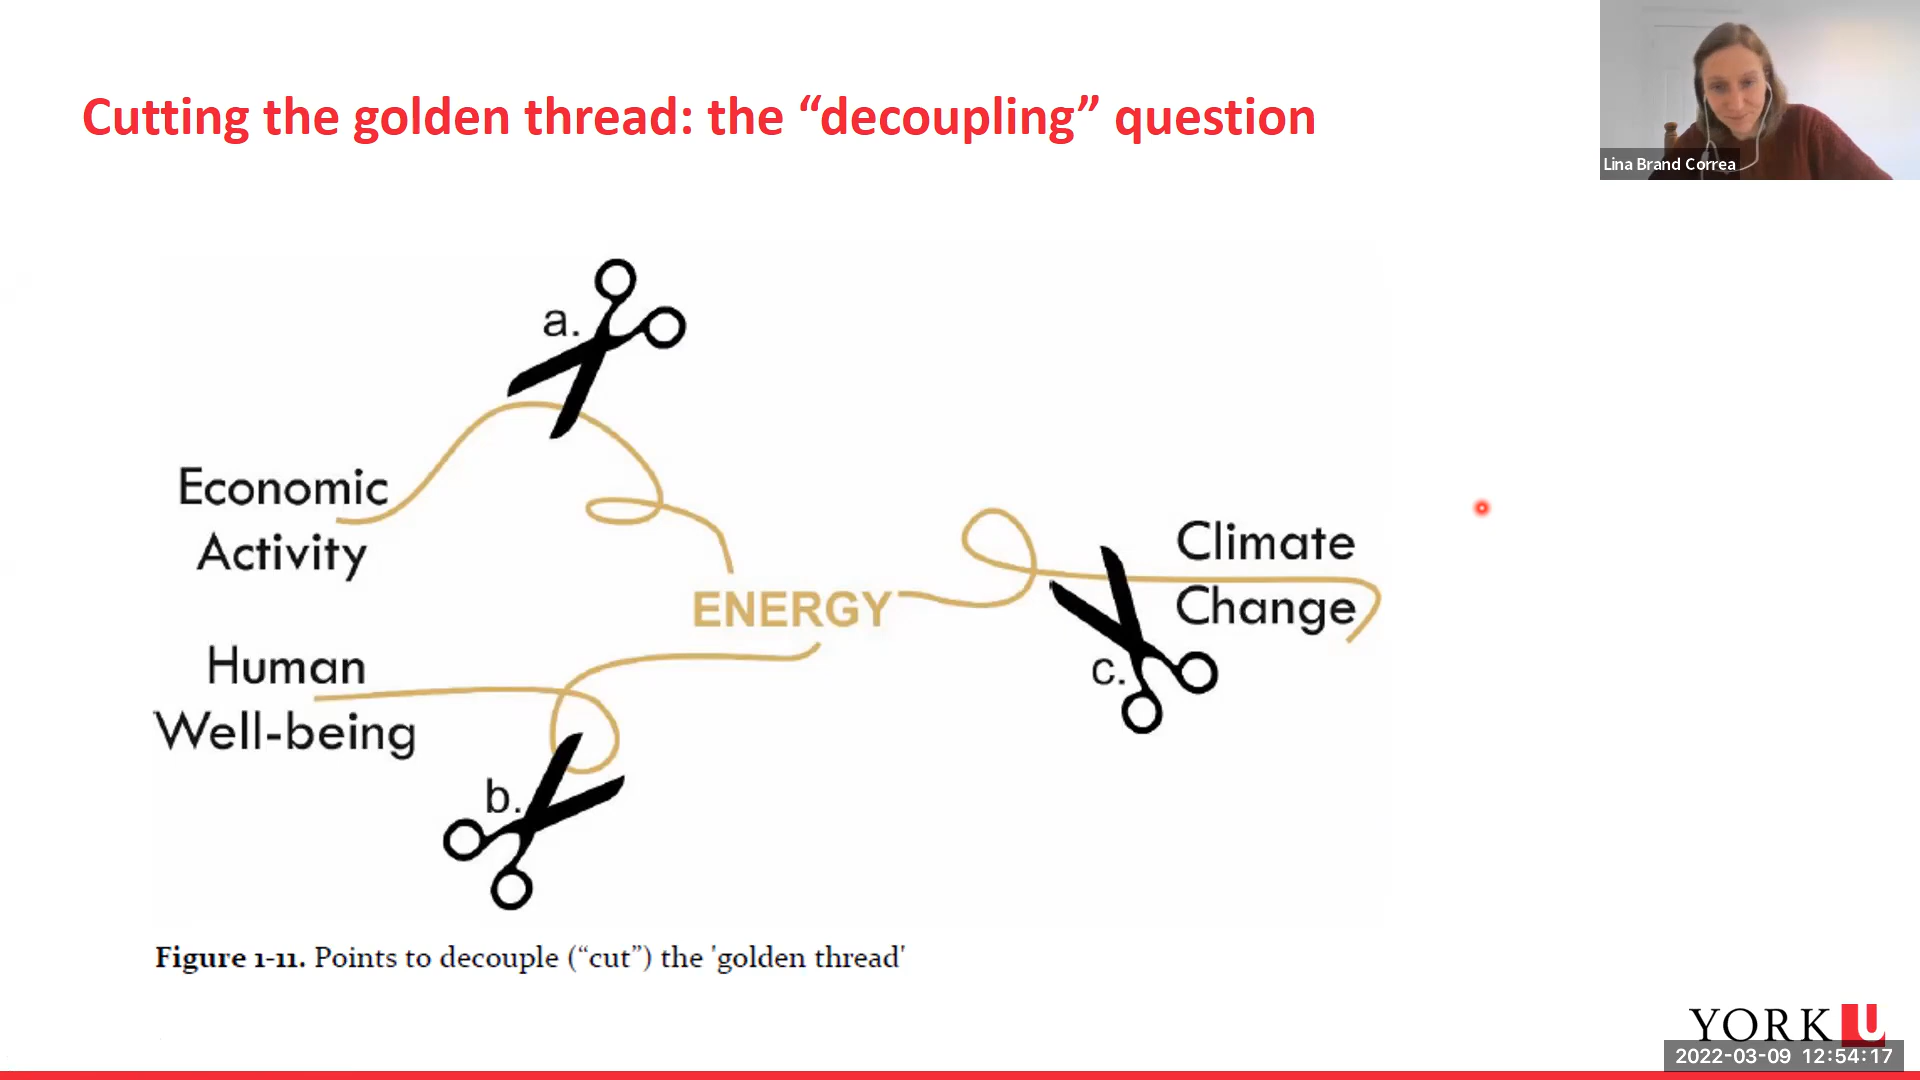 Cutting the golden thread: the “decoupling” question
Lina Brand Correa
a.
Economic
Activity
ENERGY
Climate
Change
c.
Human
Well-being
b.
Figure 1-11. Points to decouple (“cut”) the 'golden thread'
YORK U
2022-03-09 12:54:17